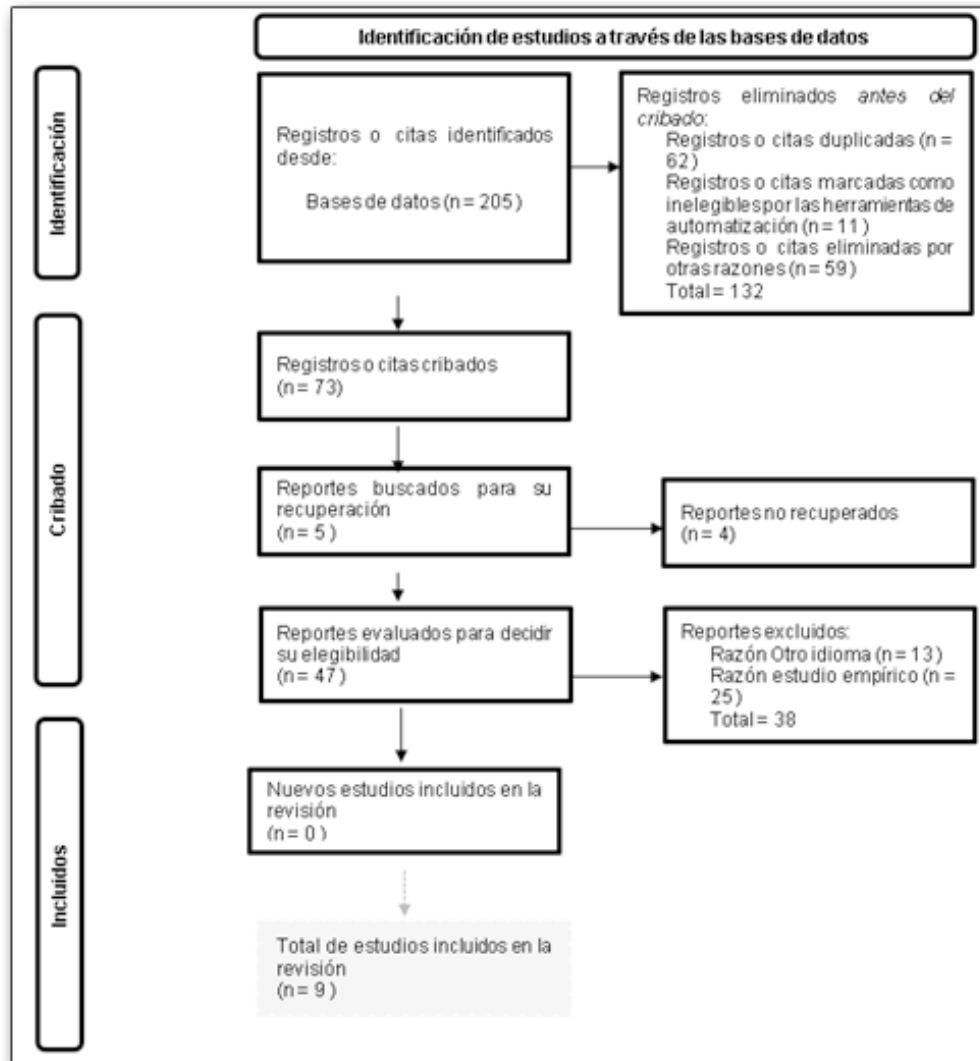 Identificación de estudios a través de las bases de datos
Identificación
Registros o citas identificados
desde:
Bases de datos (n = 205)
Registros eliminados antes del
cribado:
Registros o citas duplicadas (n =
62)
Registros o citas marcadas como
inelegibles por las herramientas de
automatización (n = 11)
Registros o citas eliminadas por
otras razones (n = 59)
Total = 132
Cribado
Registros o citas cribados
(n = 73)
Reportes buscados para su
recuperación
(n = 5)
Reportes no recuperados
(n = 4)
Reportes evaluados para decidir
su elegibilidad
(n = 47)
Reportes excluidos:
Razón Otro idioma (n = 13)
Razón estudio empírico (n =
25)
Total = 38
Incluidos
Nuevos estudios incluidos en la
revisión
(n = 0)
Total de estudios incluidos en la
revisión
(n = 9)